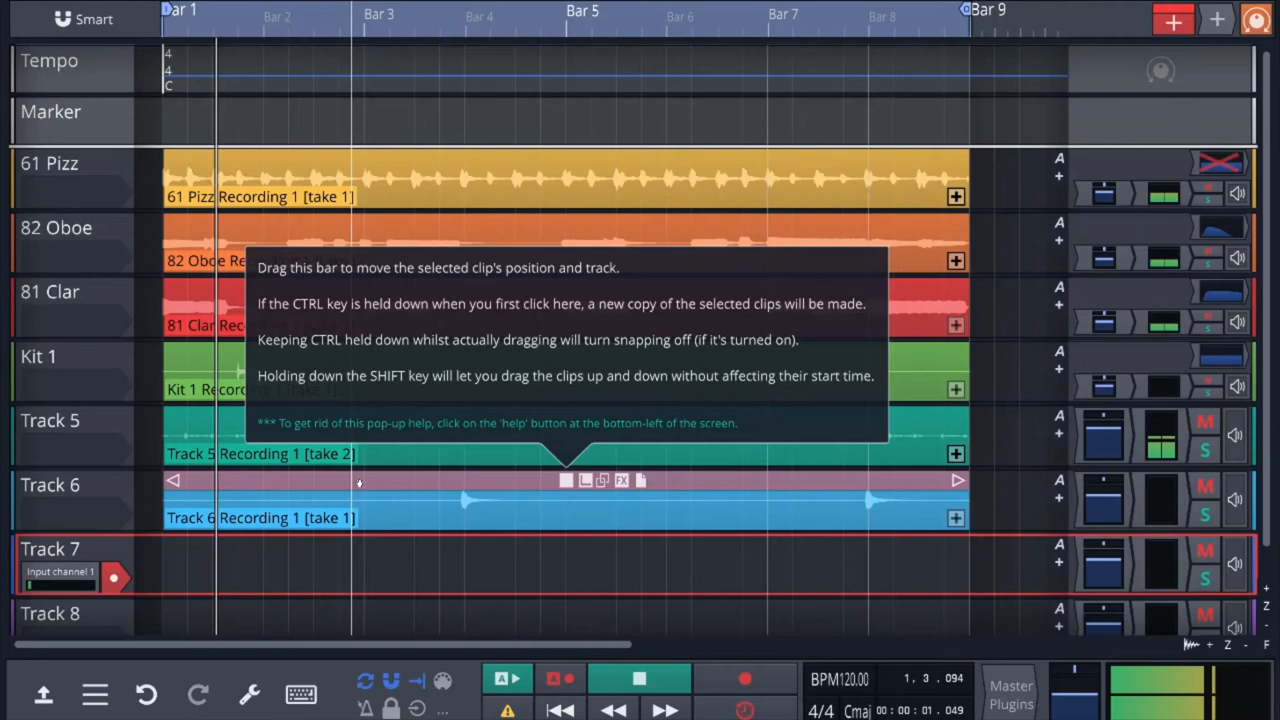 Smart
Bar 1
Bar 2
Bar 3
Bar 4
Bar 5
Bar 6
Bar 7
Bar 8
Bar 9
Tempo
4
4
C
Marker
61 Pizz
61 Pizz Recording 1 [take 1]
A
82 Oboe
82 Oboe
A
81 Clar
81 Clar
A
Drag this bar to move the selected clip's position and track.
If the CTRL key is held down when you first click here, a new copy of the selected clips will be made.
Keeping CTRL held down whilst actually dragging will turn snapping off (if it's turned on).
Holding down the SHIFT key will let you drag the clips up and down without affecting their start time.
*** To get rid of this pop-up help, click on the 'help' button at the bottom-left of the screen.
Kit 1
Kit 1 Recording 1 [take 1]
A
Track 5
Track 5 Recording 1 [take 2]
A
M
S
Track 6
FX
Track 6 Recording 1 [take 1]
A
M
S
Track 7
Input channel 1
A
M
S
Track 8
A
M
+
Z
-
+ Z - F
A
A
BPM120.00
1, 3 .094
4/4 Cmaj 00 : 00 : 01 .049
Master
Plugins